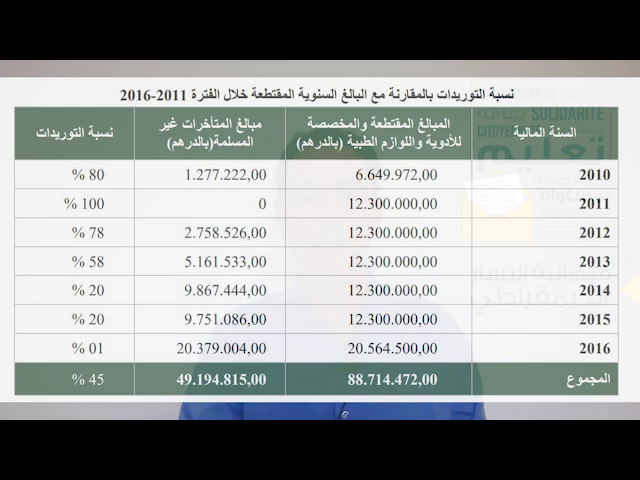 نسبة التوريدات بالمقارنة مع البالغ السنوية المقتطعة خلال الفترة 2011-2016
السنة المالية المبالغ المقتطعة والمخصصة للأدوية واللوازم الطبية (بالدرهم) مبالغ المتأخرات غير المسلمة(بالدرهم) نسبة التوريدات
2010 6.649.972,00 1.277.222,00 80 %
2011 12.300.000,00 0 100 %
2012 12.300.000,00 2.758.526,00 78 %
2013 12.300.000,00 5.161.533,00 58 %
2014 12.300.000,00 9.867.444,00 20 %
2015 12.300.000,00 9.751.086,00 20 %
2016 20.564.500,00 20.379.004,00 01 %
المجموع 88.714.472,00 49.194.815,00 45 %
SOLIDARITÉ
تعليم